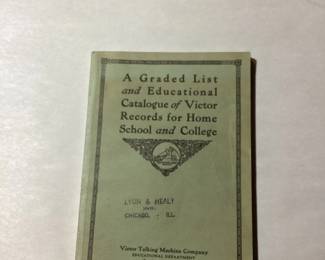 A Graded List
and Educational
Catalogue of Victor
Records for Home
School and College
LYON & HEALY
CHICAGO. - ILL.
Victor Talking Machine Company
EDUCATIONAL DEPARTMENT